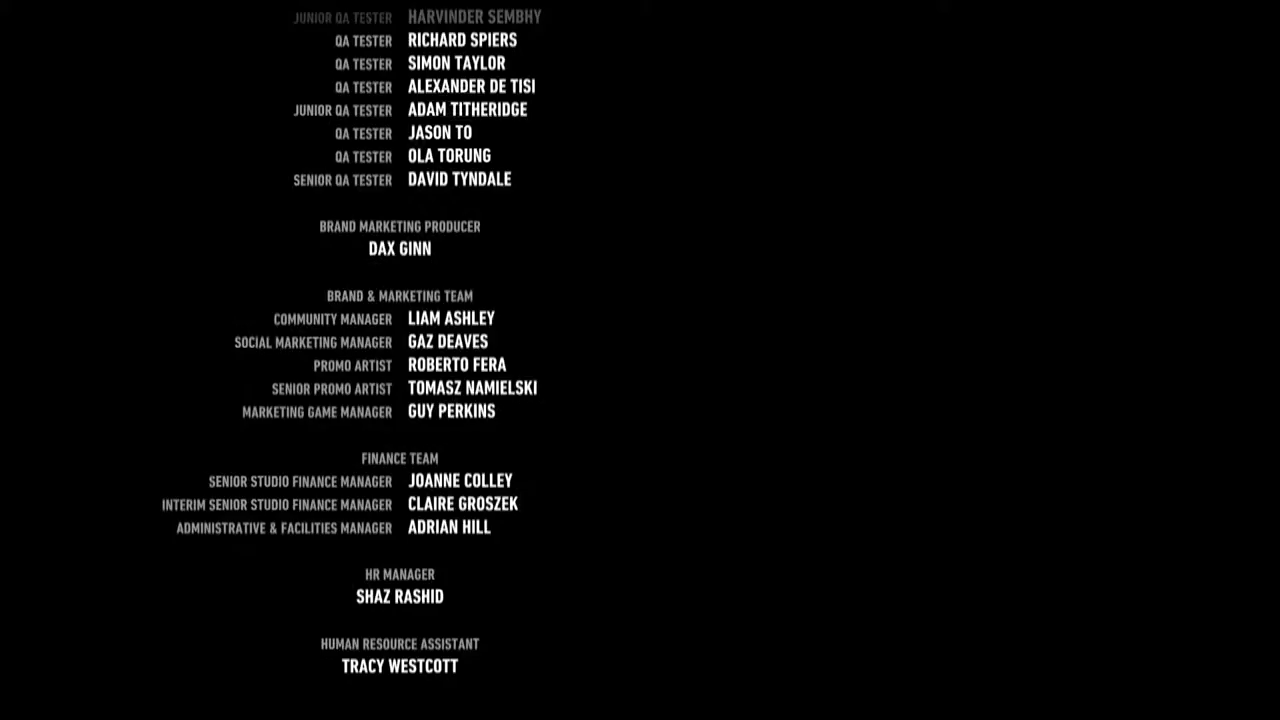 JUNIOR QA TESTER HARVINDER SEMBHY
QA TESTER RICHARD SPIERS
QA TESTER SIMON TAYLOR
QA TESTER ALEXANDER DE TISI
JUNIOR QA TESTER ADAM TITHERIDGE
QA TESTER JASON TO
QA TESTER OLA TORUNG
SENIOR QA TESTER DAVID TYNDALE
BRAND MARKETING PRODUCER
DAX GINN
BRAND & MARKETING TEAM
COMMUNITY MANAGER LIAM ASHLEY
SOCIAL MARKETING MANAGER GAZ DEAVES
PROMO ARTIST ROBERTO FERA
SENIOR PROMO ARTIST TOMASZ NAMIELSKI
MARKETING GAME MANAGER GUY PERKINS
FINANCE TEAM
SENIOR STUDIO FINANCE MANAGER JOANNE COLLEY
INTERIM SENIOR STUDIO FINANCE MANAGER CLAIRE GROSZEK
ADMINISTRATIVE & FACILITIES MANAGER ADRIAN HILL
HR MANAGER
SHAZ RASHID
HUMAN RESOURCE ASSISTANT
TRACY WESTCOTT